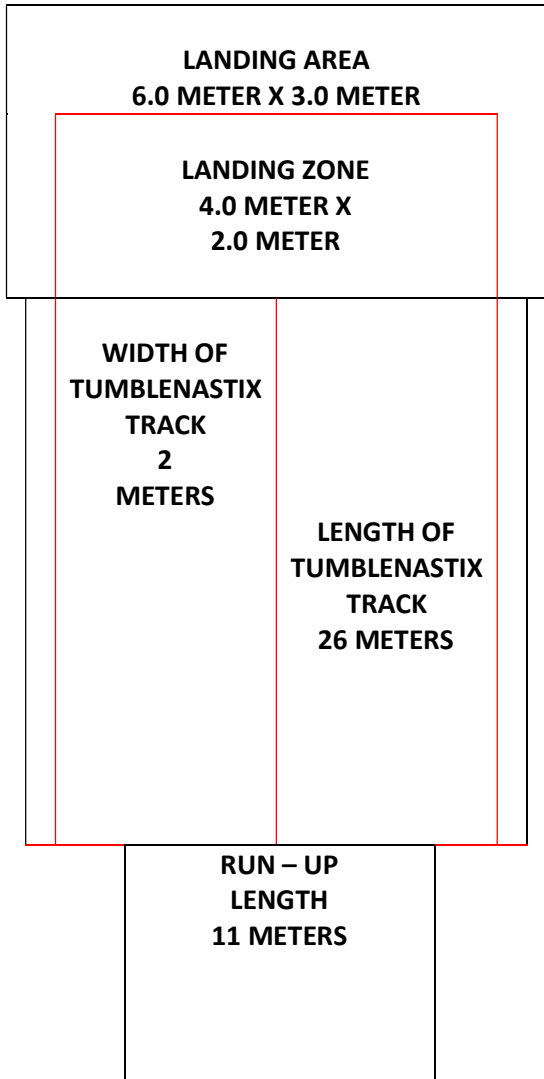 LANDING AREA
6.0 METER X 3.0 METER
LANDING ZONE
4.0 METER X
2.0 METER
WIDTH OF
TUMBLENASTIX
TRACK
2
METERS
LENGTH OF
TUMBLENASTIX
TRACK
26 METERS
RUN – UP
LENGTH
11 METERS